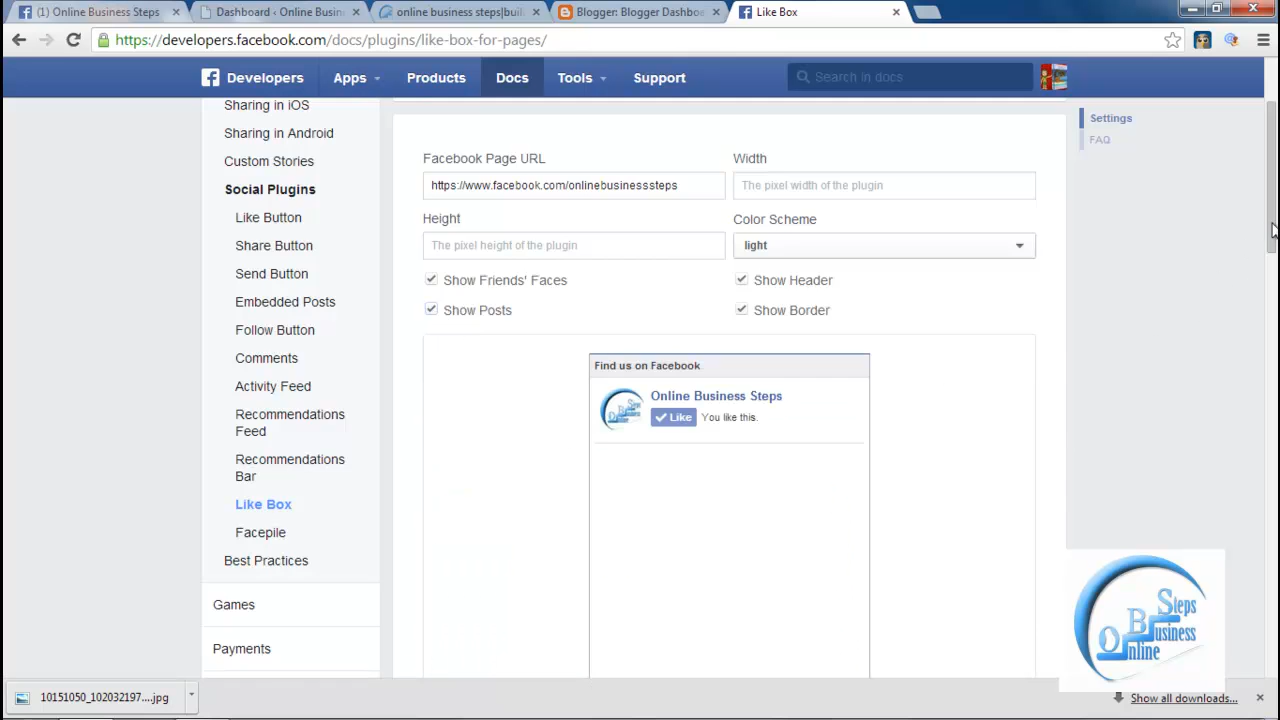 (1) Online Business Steps
Dashboard ‹ Online Busin
online business steps|buil
Blogger: Blogger Dashbo
Like Box
https://developers.facebook.com/docs/plugins/like-box-for-pages/
Developers
Apps
Products
Docs
Tools
Support
Search in docs
Sharing in iOS
Sharing in Android
Custom Stories
Social Plugins
Like Button
Share Button
Send Button
Embedded Posts
Follow Button
Comments
Activity Feed
Recommendations
Feed
Recommendations
Bar
Like Box
Facepile
Best Practices
Games
Payments
Facebook Page URL
Width
https://www.facebook.com/onlinebusinesssteps
The pixel width of the plugin
Height
Color Scheme
The pixel height of the plugin
light
Show Friends' Faces
Show Header
Show Posts
Show Border
Find us on Facebook
Online Business Steps
Like You like this.
Settings
FAQ
Steps
Business
Online
10151050_102032197....jpg
Show all downloads...